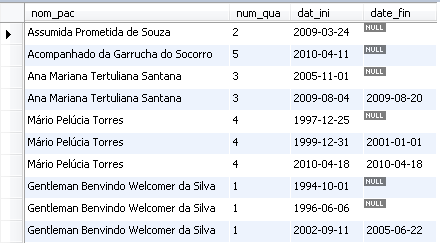 nom_pac num_qua dat_ini date_fin
Assumida Prometida de Souza 2 2009-03-24 NULL
Acompanhado da Garrucha do Socorro 5 2010-04-11 NULL
Ana Mariana Tertuliana Santana 3 2005-11-01 NULL
Ana Mariana Tertuliana Santana 3 2009-08-04 2009-08-20
Mário Pelúcia Torres 4 1997-12-25 NULL
Mário Pelúcia Torres 4 1999-12-31 2001-01-01
Mário Pelúcia Torres 4 2010-04-18 2010-04-18
Gentleman Benvindo Welcomer da Silva 1 1994-10-01 NULL
Gentleman Benvindo Welcomer da Silva 1 1996-06-06 NULL
Gentleman Benvindo Welcomer da Silva 1 2002-09-11 2005-06-22